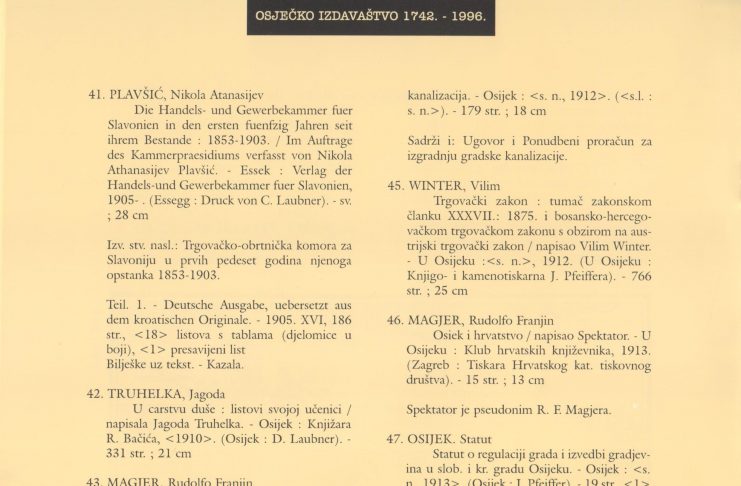 OSJEČKO IZDAVAŠTVO 1742. - 1996.
41. PLAVŠIĆ, Nikola Atanasijev
Die Handels- und Gewerbekammer fuer
Slavonien in den ersten fuenfzig Jahren seit
ihrem Bestande : 1853-1903. / Im Auftrage
des Kammerpraesidiums verfasst von Nikola
Athanasijev Plavšić. - Essek : Verlag der
Handels-und Gewerbekammer fuer Slavonien,
1905- . (Essegg : Druck von C. Laubner). - sv.
; 28 cm
Izv. stv. nasl.: Trgovačko-obrtnička komora za
Slavoniju u prvih pedeset godina njenoga
opstanka 1853-1903.
Teil. 1. - Deutsche Ausgabe, uebersetzt aus
dem kroatischen Originale. - 1905. XVI, 186
str., <18> listova s tablama (djelomice u
boji), <1> presavijeni list
Bilješke uz tekst. - Kazala.
42. TRUHELKA, Jagoda
U carstvu duše : listovi svojoj učenici /
napisala Jagoda Truhelka. - Osijek : Knjižara
R. Bačića, <1910>. (Osijek : D. Laubner). -
331 str. ; 21 cm
43. MAGJER, Rudolfo Franjin
kanalizacija. - Osijek : <s. n., 1912>. (<s.l. :
s. n.>). - 179 str. ; 18 cm
Sadrži i: Ugovor i Ponudbeni proračun za
izgradnju gradske kanalizacije.
45. WINTER, Vilim
Trgovački zakon : tumač zakonskom
članku XXXVII.: 1875. i bosansko-hercego-
vačkom trgovačkom zakonu s obzirom na aus-
trijski trgovački zakon / napisao Vilim Winter.
- U Osijeku :<s. n.>, 1912. (U Osijeku :
Knjigo- i kamenotiskarna J. Pfeiffera). - 766
str. ; 25 cm
46. MAGJER, Rudolfo Franjin
Osiek i hrvatstvo / napisao Spektator. - U
Osijeku : Klub hrvatskih književnika, 1913.
(Zagreb : Tiskara Hrvatskog kat. tiskovnog
društva). - 15 str. ; 13 cm
Spektator je pseudonim R. F. Magjera.
47. OSIJEK. Statut
Statut o regulaciji grada i izvedbi gradjev-
ina u slob. i kr. gradu Osijeku. - Osijek : <s.
n., 1913>. (Osijek : J. Pfeiffer). - 19 str., <1>